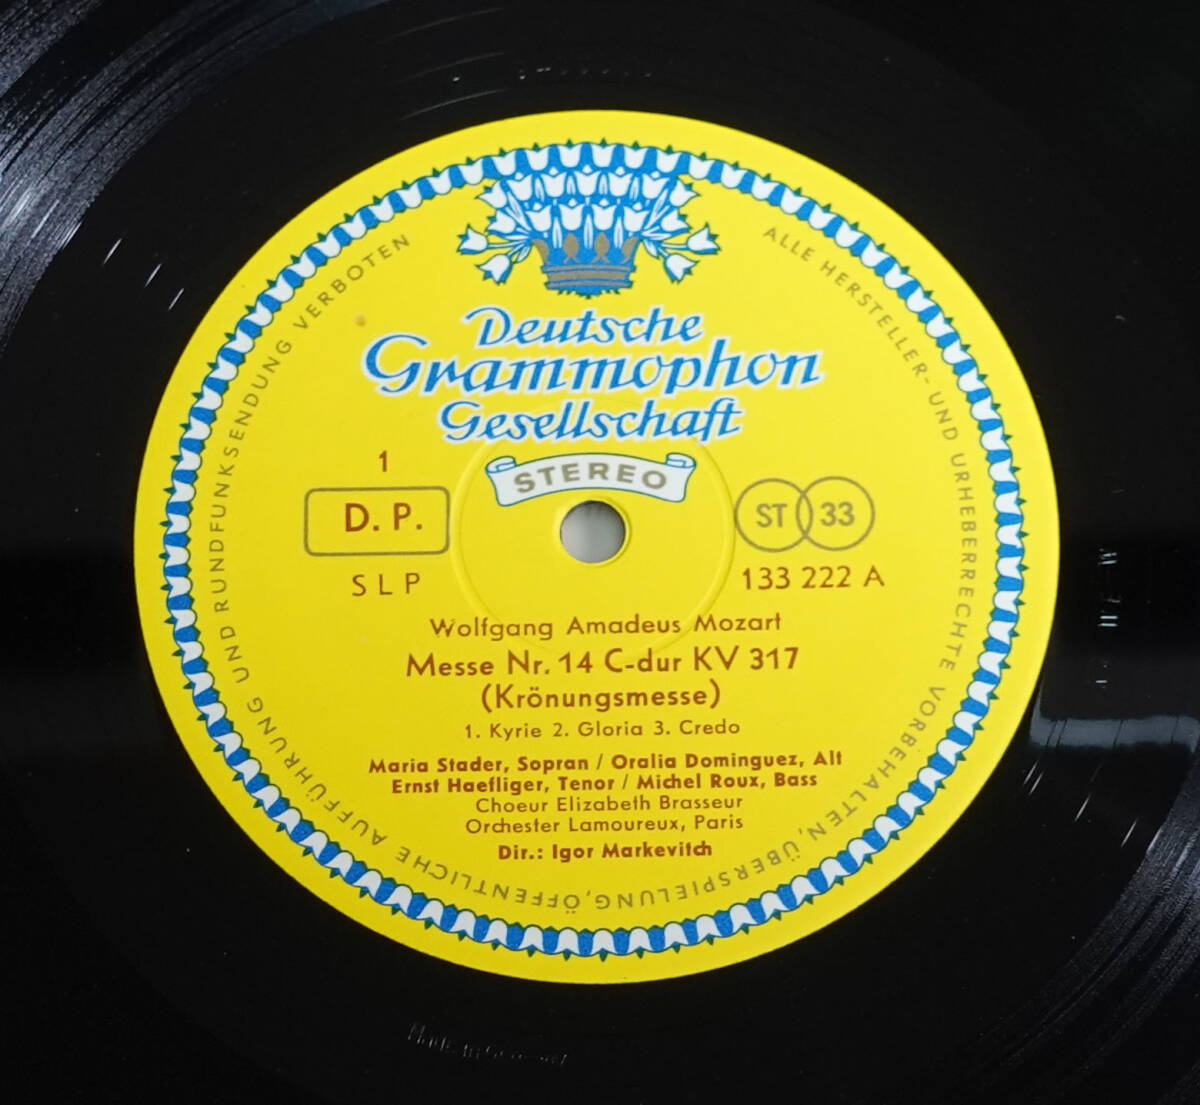 Deutsche
Grammophon
Gesellschaft
STEREO
1
D. P.
SLP
ST 33
133 222 A
Wolfgang Amadeus Mozart
Messe Nr. 14 C-dur KV 317
(Krönungsmesse)
1. Kyrie 2. Gloria 3. Credo
Maria Stader, Sopran / Oralia Dominguez, Alt
Ernst Haefliger, Tenor / Michel Roux, Bass
Choeur Elizabeth Brasseur
Orchester Lamoureux, Paris
Dir.: Igor Markevitch
ALLE HERSTELLER- UND URHEBERRECHTE VORBEHALTEN, ÜBERSPIELUNG, ÖFFENTLICHE AUFFÜHRUNG UND RUNDFUNKSENDUNG VERBOTEN
Made in Germany